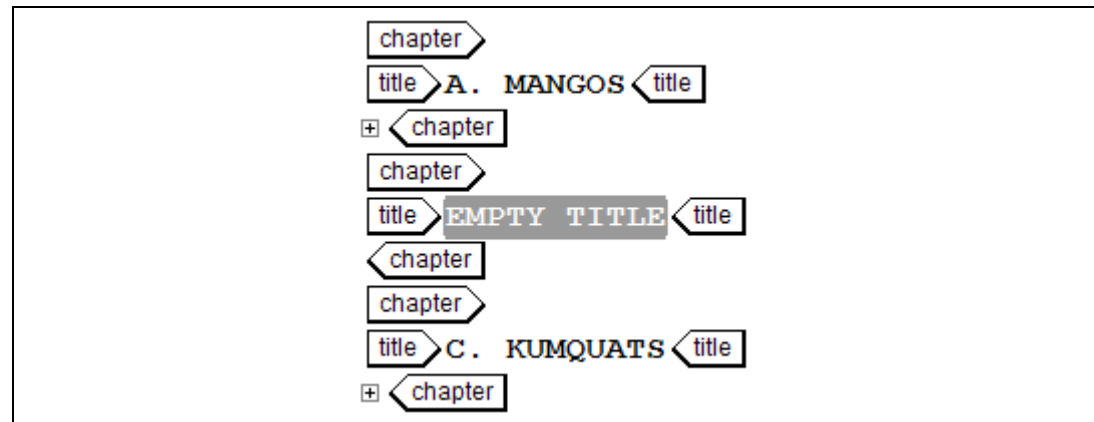 chapter
title A. MANGOS title
chapter
chapter
title EMPTY TITLE title
chapter
chapter
title C. KUMQUATS title
chapter